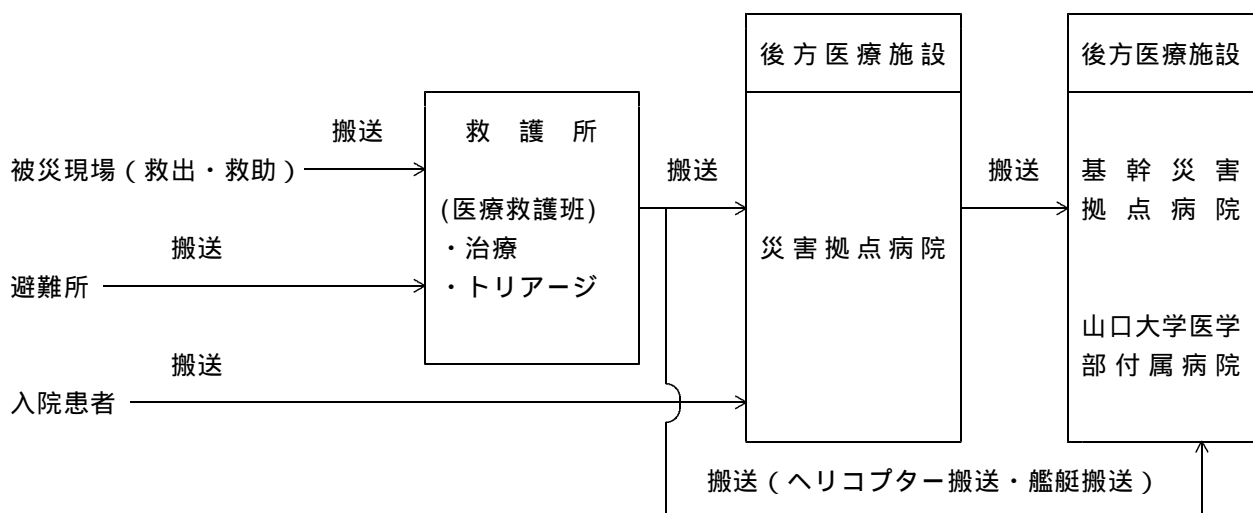 後方医療施設
後方医療施設
搬送
救護所
被災現場（救出・救助）
搬送
搬送
基幹災害
拠点病院
(医療救護班)
・治療
・トリアージ
搬送
災害拠点病院
避難所
山口大学医学
部付属病院
搬送
入院患者
搬送（ヘリコプター搬送・艦艇搬送）